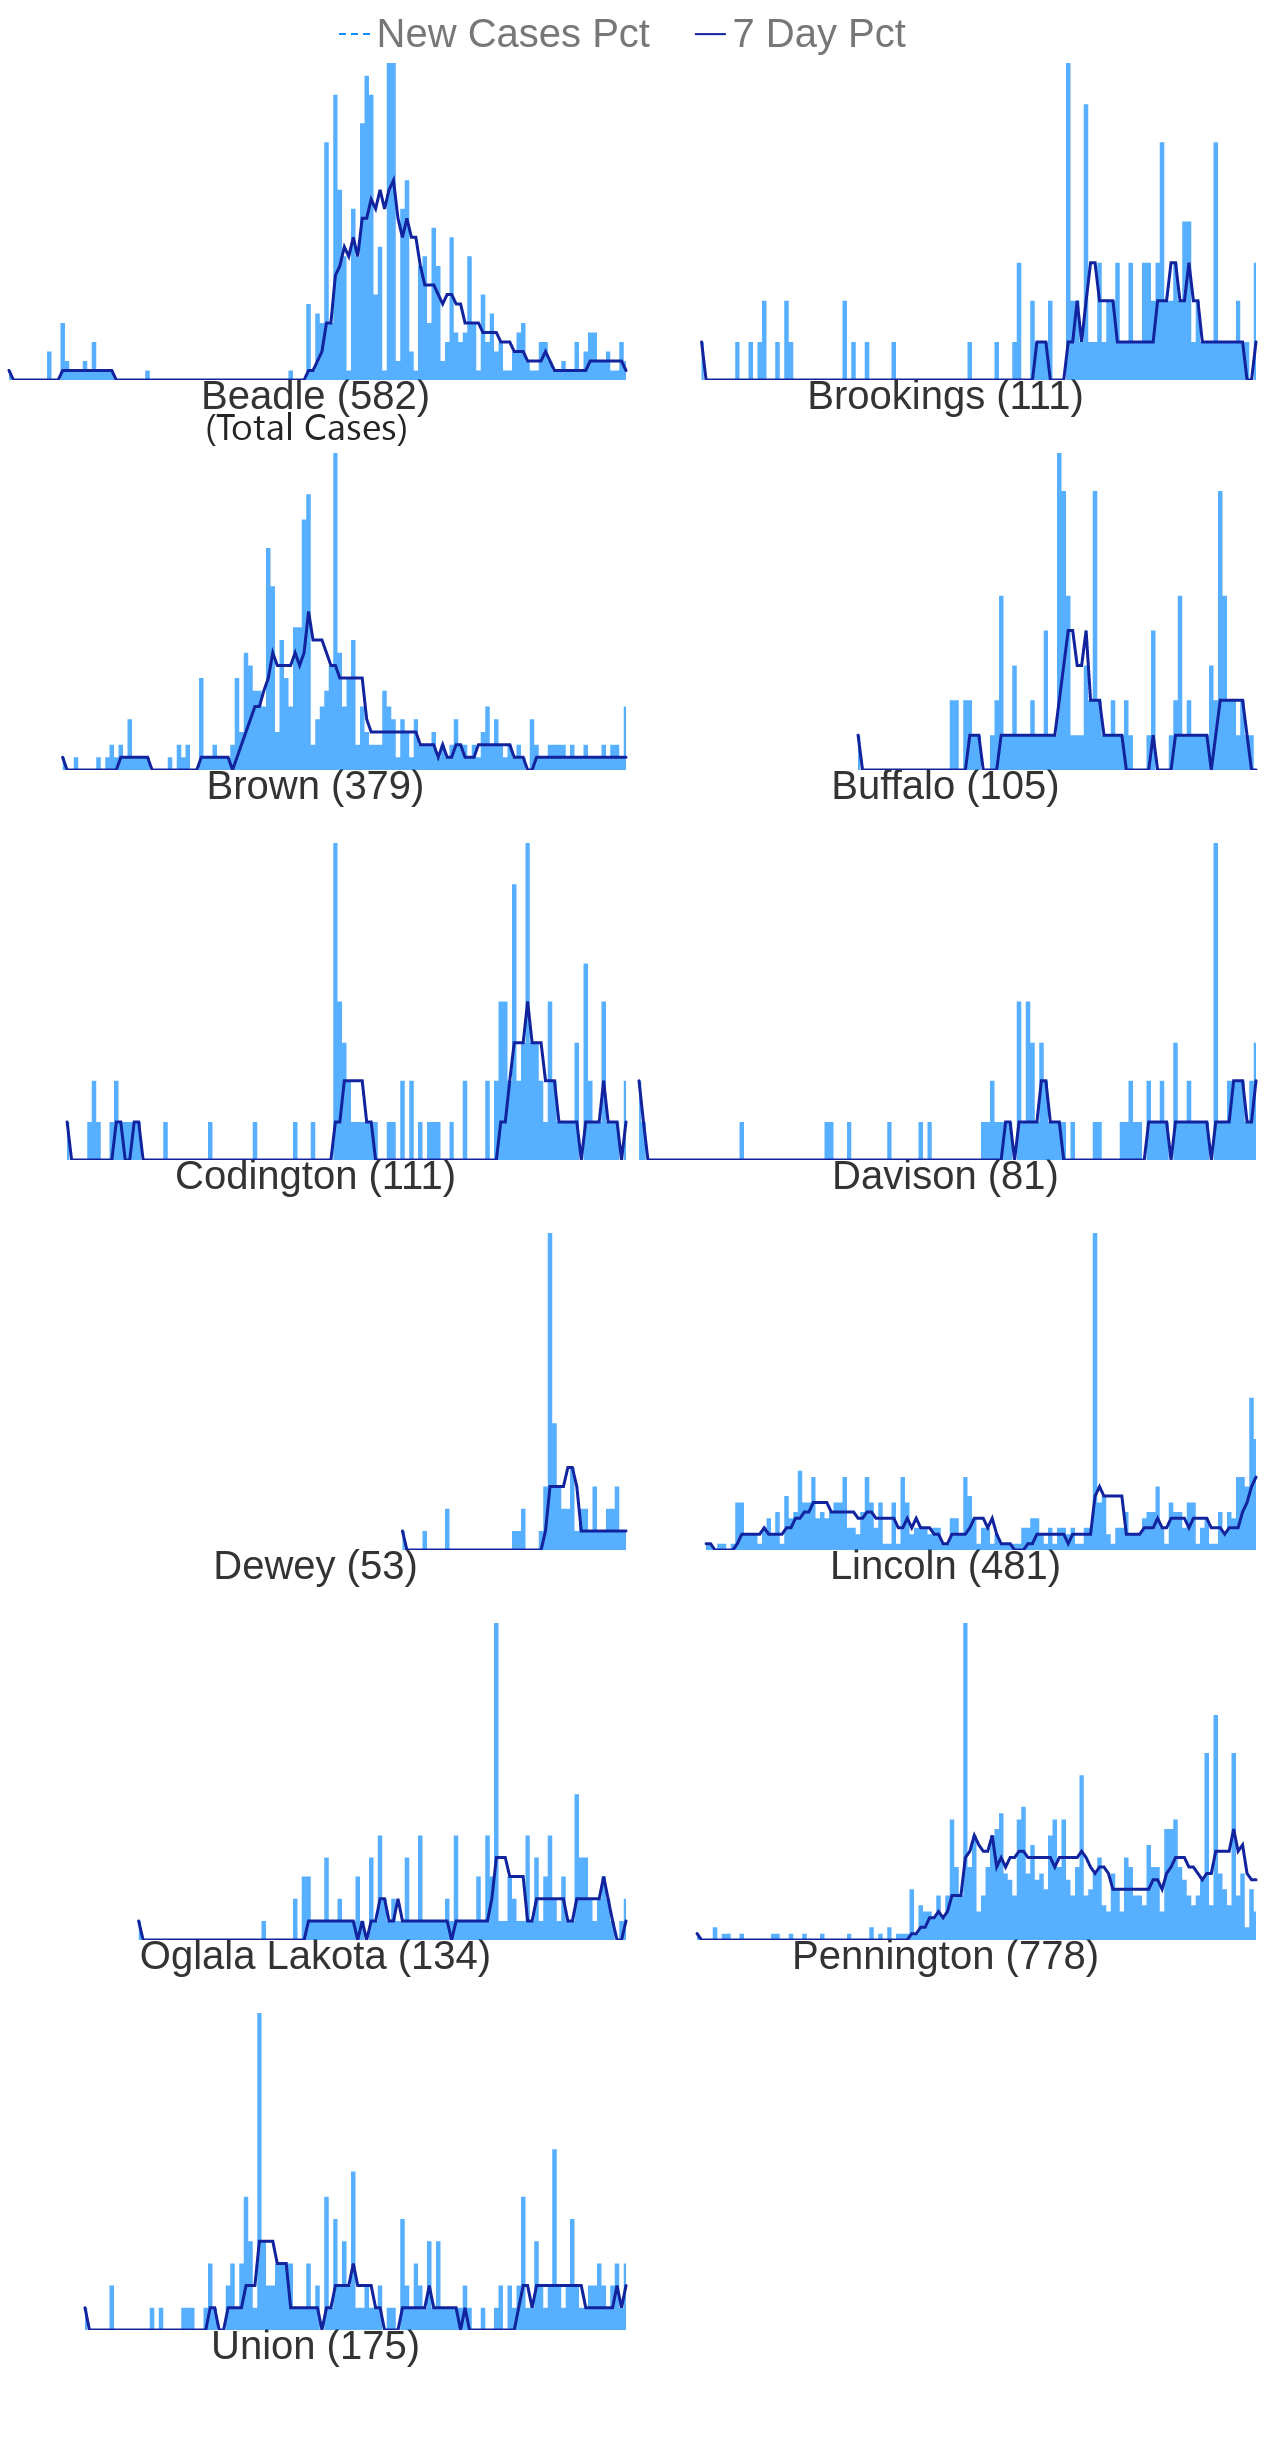 New Cases Pct 7 Day Pct
Beadle (582) Brookings (111)
(Total Cases)
Brown (379) Buffalo (105)
Codington (111) Davison (81)
Dewey (53) Lincoln (481)
Oglala Lakota (134) Pennington (778)
Union (175)